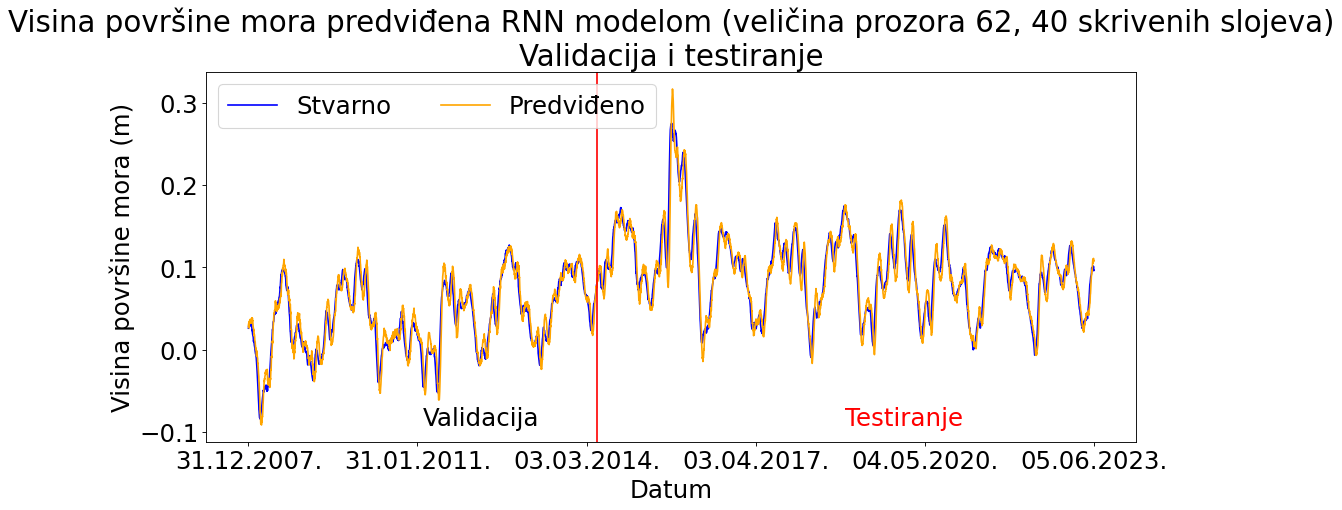 Visina površine mora predviđena RNN modelom (veličina prozora 62, 40 skrivenih slojeva)
Validacija i testiranje
Stvarno
Predviđeno
Visina površine mora (m)
0.3
0.2
0.1
0.0
−0.1
Validacija
Testiranje
31.12.2007.
31.01.2011.
03.03.2014.
03.04.2017.
04.05.2020.
05.06.2023.
Datum